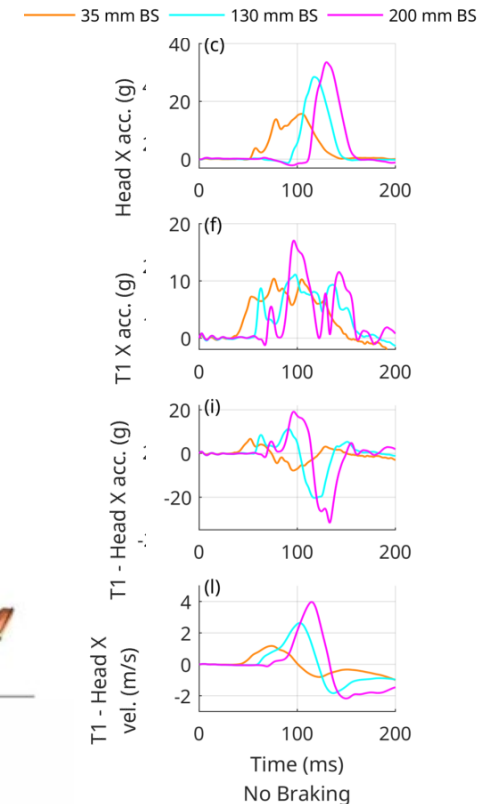 35 mm BS 130 mm BS 200 mm BS
(c)
Head X acc. (g)
40
20
0
0 100 200
(f)
T1 X acc. (g)
20
10
0
0 100 200
(i)
T1 - Head X acc. (g)
20
0
-20
0 100 200
(l)
T1 - Head X
vel. (m/s)
4
2
0
-2
0 100 200
Time (ms)
No Braking